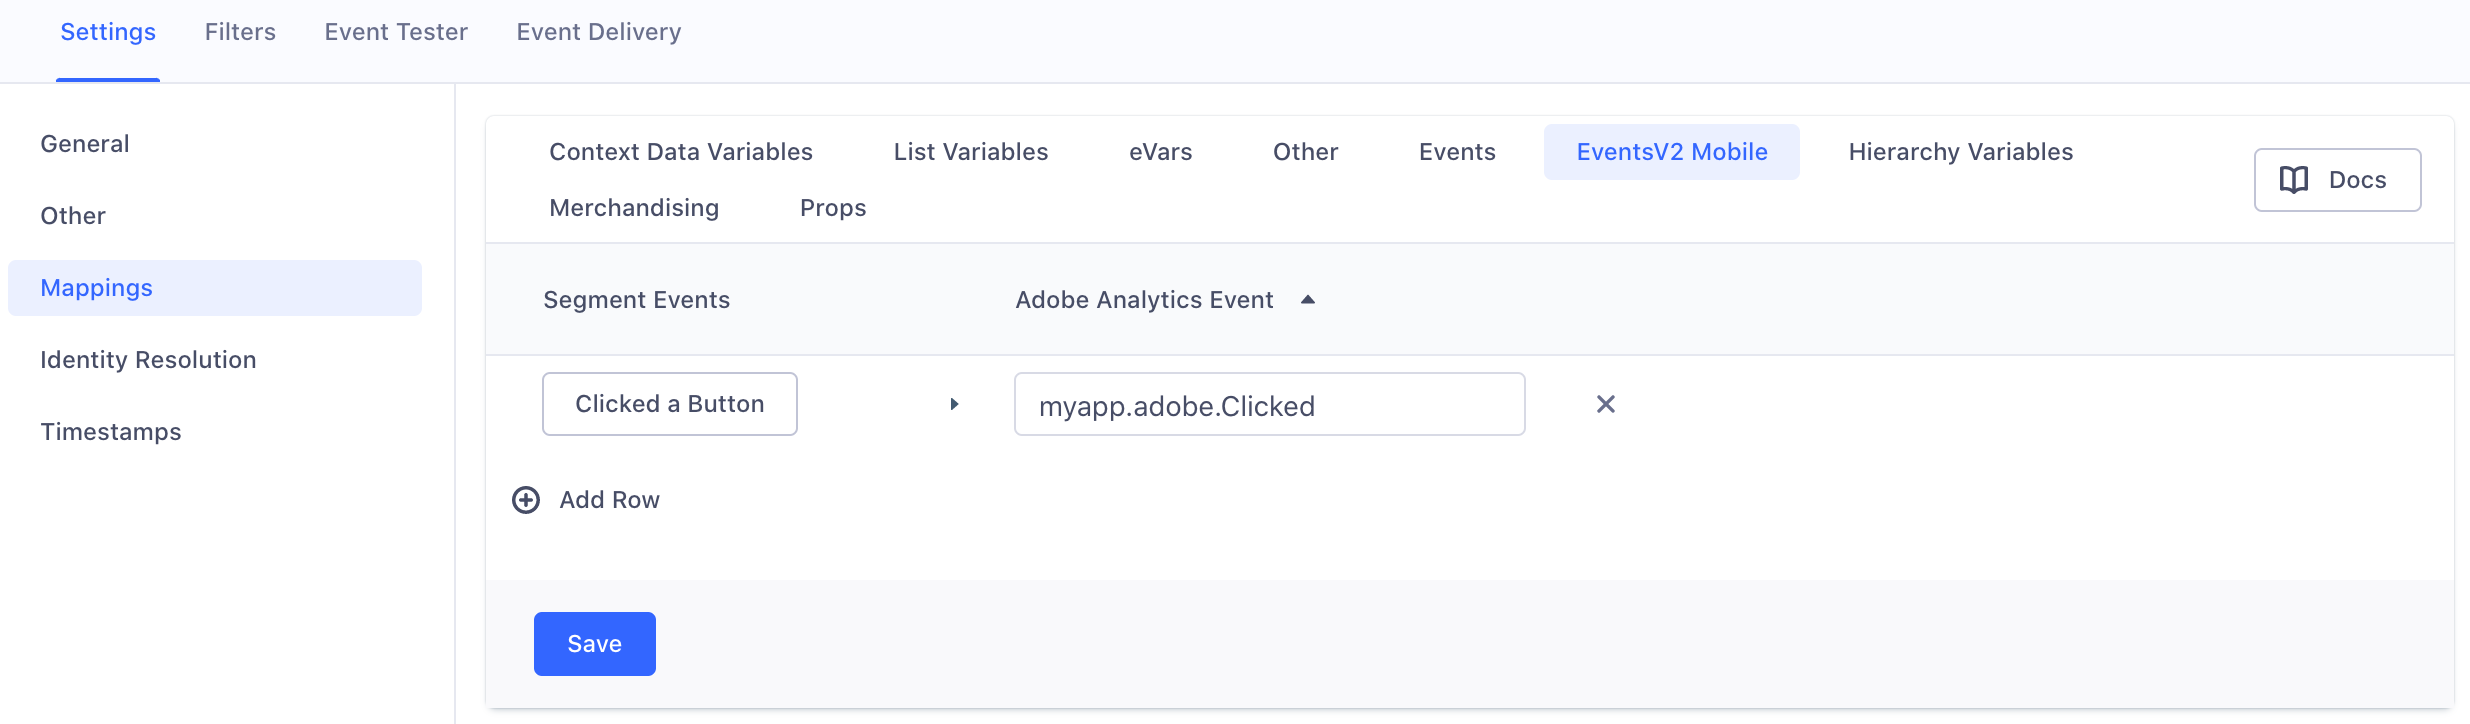 Settings Filters Event Tester Event Delivery
General
Other
Mappings
Identity Resolution
Timestamps
Context Data Variables List Variables eVars Other Events EventsV2 Mobile Hierarchy Variables
Merchandising Props
Docs
Segment Events Adobe Analytics Event
Clicked a Button myapp.adobe.Clicked
Add Row
Save